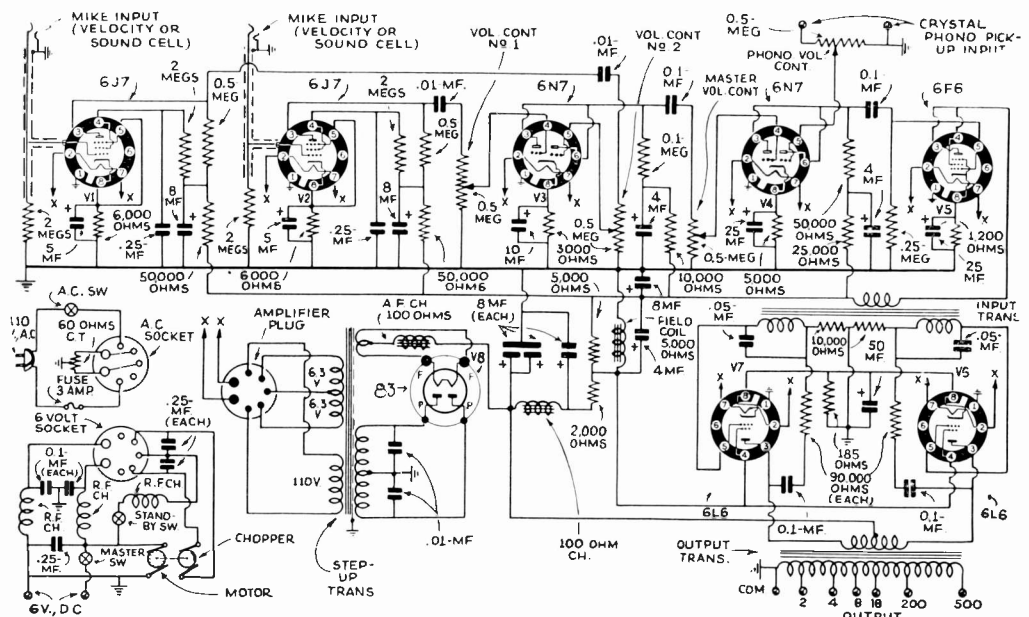 MIKE INPUT
(VELOCITY OR
SOUND CELL)
MIKE INPUT
(VELOCITY OR
SOUND CELL)
VOL. CONT
Nº 1
.01-
MF.
VOL. CONT
Nº 2
0.5-
MEG
PHONO VOL
CONT.
CRYSTAL
PHONO PICK-
UP INPUT
2
MEGS
6J7
0.5
MEG
6J7
2
MEGS
.01 MF.
0.5
MEG
6N7
0.1-
MF
MASTER
VOL. CONT
6N7
0.1-
MF
6F6
0.1-
MEG
V1
8
MF
V2
8
MF
0.5
MEG
V3
4
MF
V4
4
MF
V5
X
X
X
X
X
X
X
X
X
X
2
MEGS
5
MF
6,000
OHMS
.25-
MF
2
MEGS
5
MF
.25-
MF
10
MF
3000
OHMS
0.5-
MEG
0.5-MEG
50,000
OHMS
25,000
OHMS
.25-
MEG
25
MF
1,200
OHMS
50,000
OHMS
6,000
OHMS
50,000
OHMS
5,000
OHMS
10,000
OHMS
5,000
OHMS
A.C. SW
110
A.C
60 OHMS
C.T
A.C
SOCKET
FUSE
3 AMP.
X X
AMPLIFIER
PLUG
A.F. CH
(100 OHMS)
8 MF
(EACH)
8 MF
FIELD
COIL
5,000
OHMS
4 MF
INPUT
TRANS.
.05-
MF
10,000
OHMS
50
MF.
.05-
MF.
6.3
V
6.3
V
83
V8
F
F
P
P
V7
V5
X
X
6 VOLT
SOCKET
.25-
MF.
(EACH)
0.1-
MF
(EACH)
R.F
CH
R.F
CH
R.F CH
STAND-
BY SW.
110V
2,000
OHMS
185
OHMS
90,000
OHMS
(EACH)
.25-
MF.
MASTER
SW
CHOPPER
MOTOR
6V., DC
STEP-
UP
TRANS
.01-MF
100 OHM
CH.
6L6
0.1-MF.
0.1-
MF.
6L6
OUTPUT
TRANS.
COM
2
4
8
16
200
500
OUTPUT